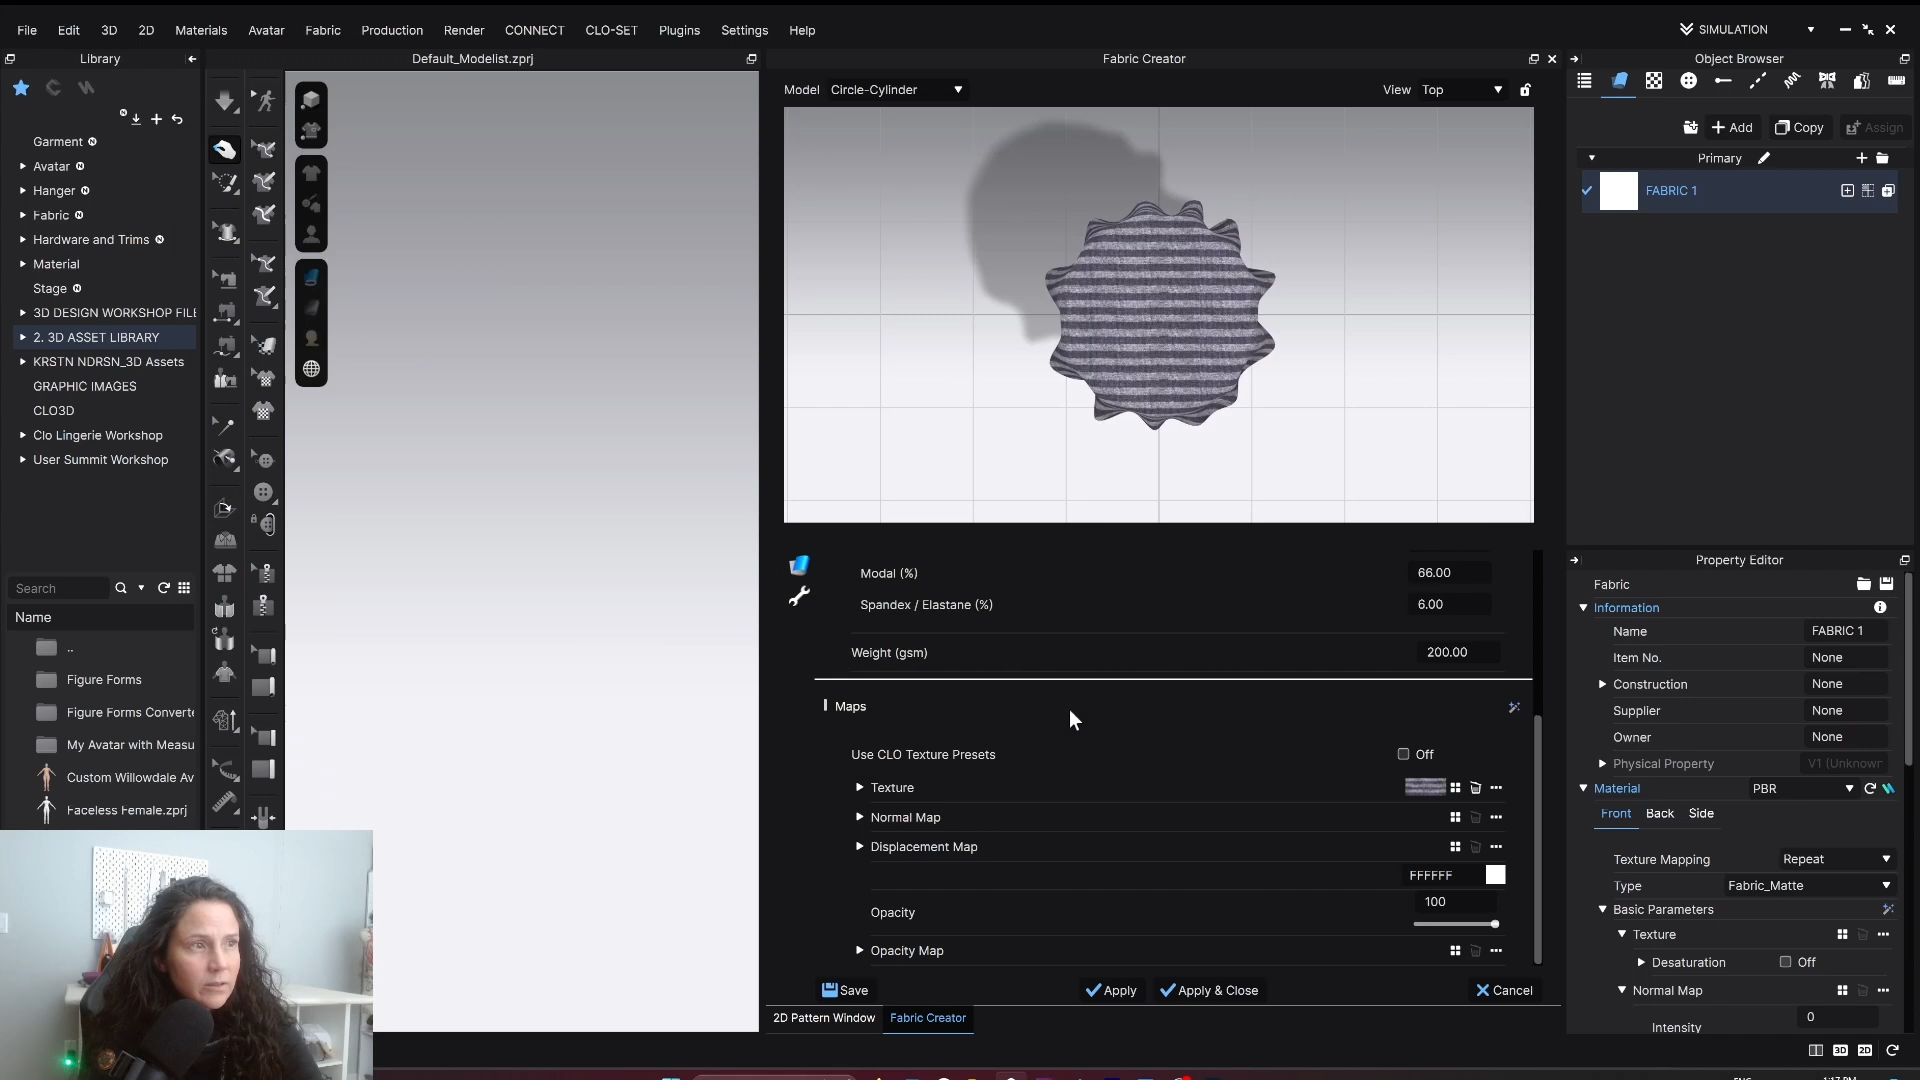 File Edit 3D 2D Materials Avatar Fabric Production Render CONNECT CLO-SET Plugins Settings Help SIMULATION
Library
Default_Modelist.zprj
Fabric Creator
Object Browser
Model Circle-Cylinder
View Top
Add Copy Assign
Primary
FABRIC 1
Garment
Avatar
Hanger
Fabric
Hardware and Trims
Material
Stage
3D DESIGN WORKSHOP FILE
2. 3D ASSET LIBRARY
KRSTN NDRSN_3D Assets
GRAPHIC IMAGES
CLO3D
Clo Lingerie Workshop
User Summit Workshop
Search
Name
..
Figure Forms
Figure Forms Converte
My Avatar with Measu
Custom Willowdale Av
Faceless Female.zprj
Modal (%) 66.00
Spandex / Elastane (%) 6.00
Weight (gsm) 200.00
Maps
Use CLO Texture Presets Off
Texture
Normal Map
Displacement Map
FFFFFF
Opacity 100
Opacity Map
Save Apply Apply & Close Cancel
2D Pattern Window Fabric Creator
Property Editor
Fabric
Information
Name FABRIC 1
Item No. None
Construction None
Supplier None
Owner None
Physical Property V1 (Unknown
Material PBR
Front Back Side
Texture Mapping Repeat
Type Fabric_Matte
Basic Parameters
Texture
Desaturation Off
Normal Map
Intensity 0
3D 2D